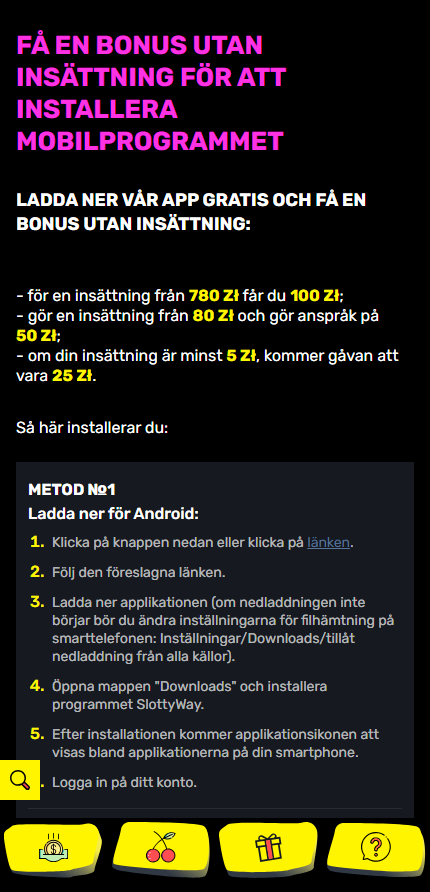 FÅ EN BONUS UTAN
INSÄTTNING FÖR ATT
INSTALLERA
MOBILPROGRAMMET
LADDA NER VÅR APP GRATIS OCH FÅ EN
BONUS UTAN INSÄTTNING:
- för en insättning från 780 Zł får du 100 Zł;
- gör en insättning från 80 Zł och gör anspråk på
50 Zł;
- om din insättning är minst 5 Zł, kommer gåvan att
vara 25 Zł.
Så här installerar du:
METOD №1
Ladda ner för Android:
1. Klicka på knappen nedan eller klicka på länken.
2. Följ den föreslagna länken.
3. Ladda ner applikationen (om nedladdningen inte
börjar bör du ändra inställningarna för filhämtning på
smarttelefonen: Inställningar/Downloads/tillåt
nedladdning från alla källor).
4. Öppna mappen "Downloads" och installera
programmet SlottyWay.
5. Efter installationen kommer applikationsikonen att
visas bland applikationerna på din smartphone.
. Logga in på ditt konto.